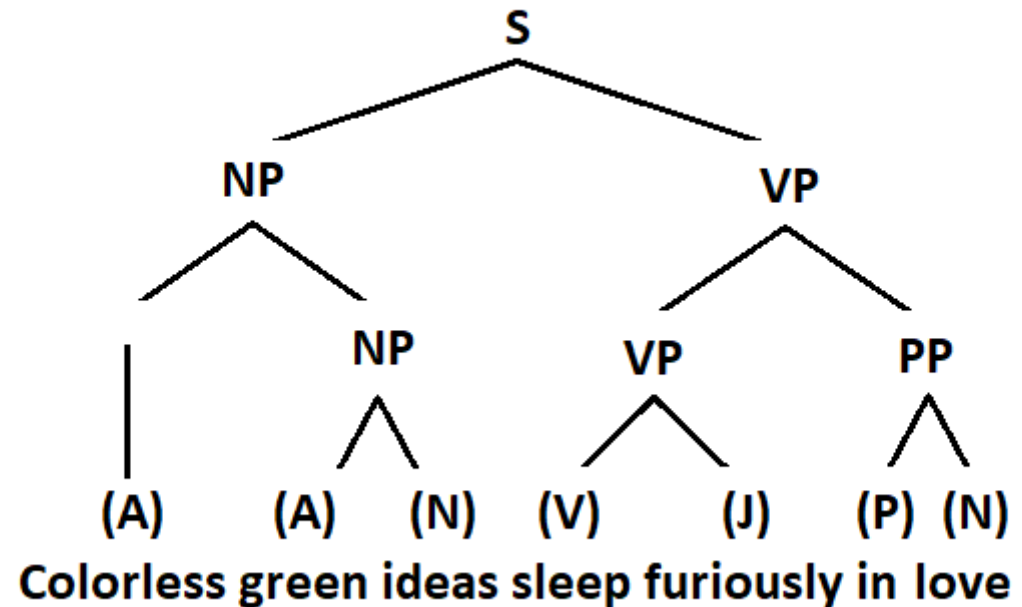 S
NP VP
NP VP PP
(A) (A) (N) (V) (J) (P) (N)
Colorless green ideas sleep furiously in love